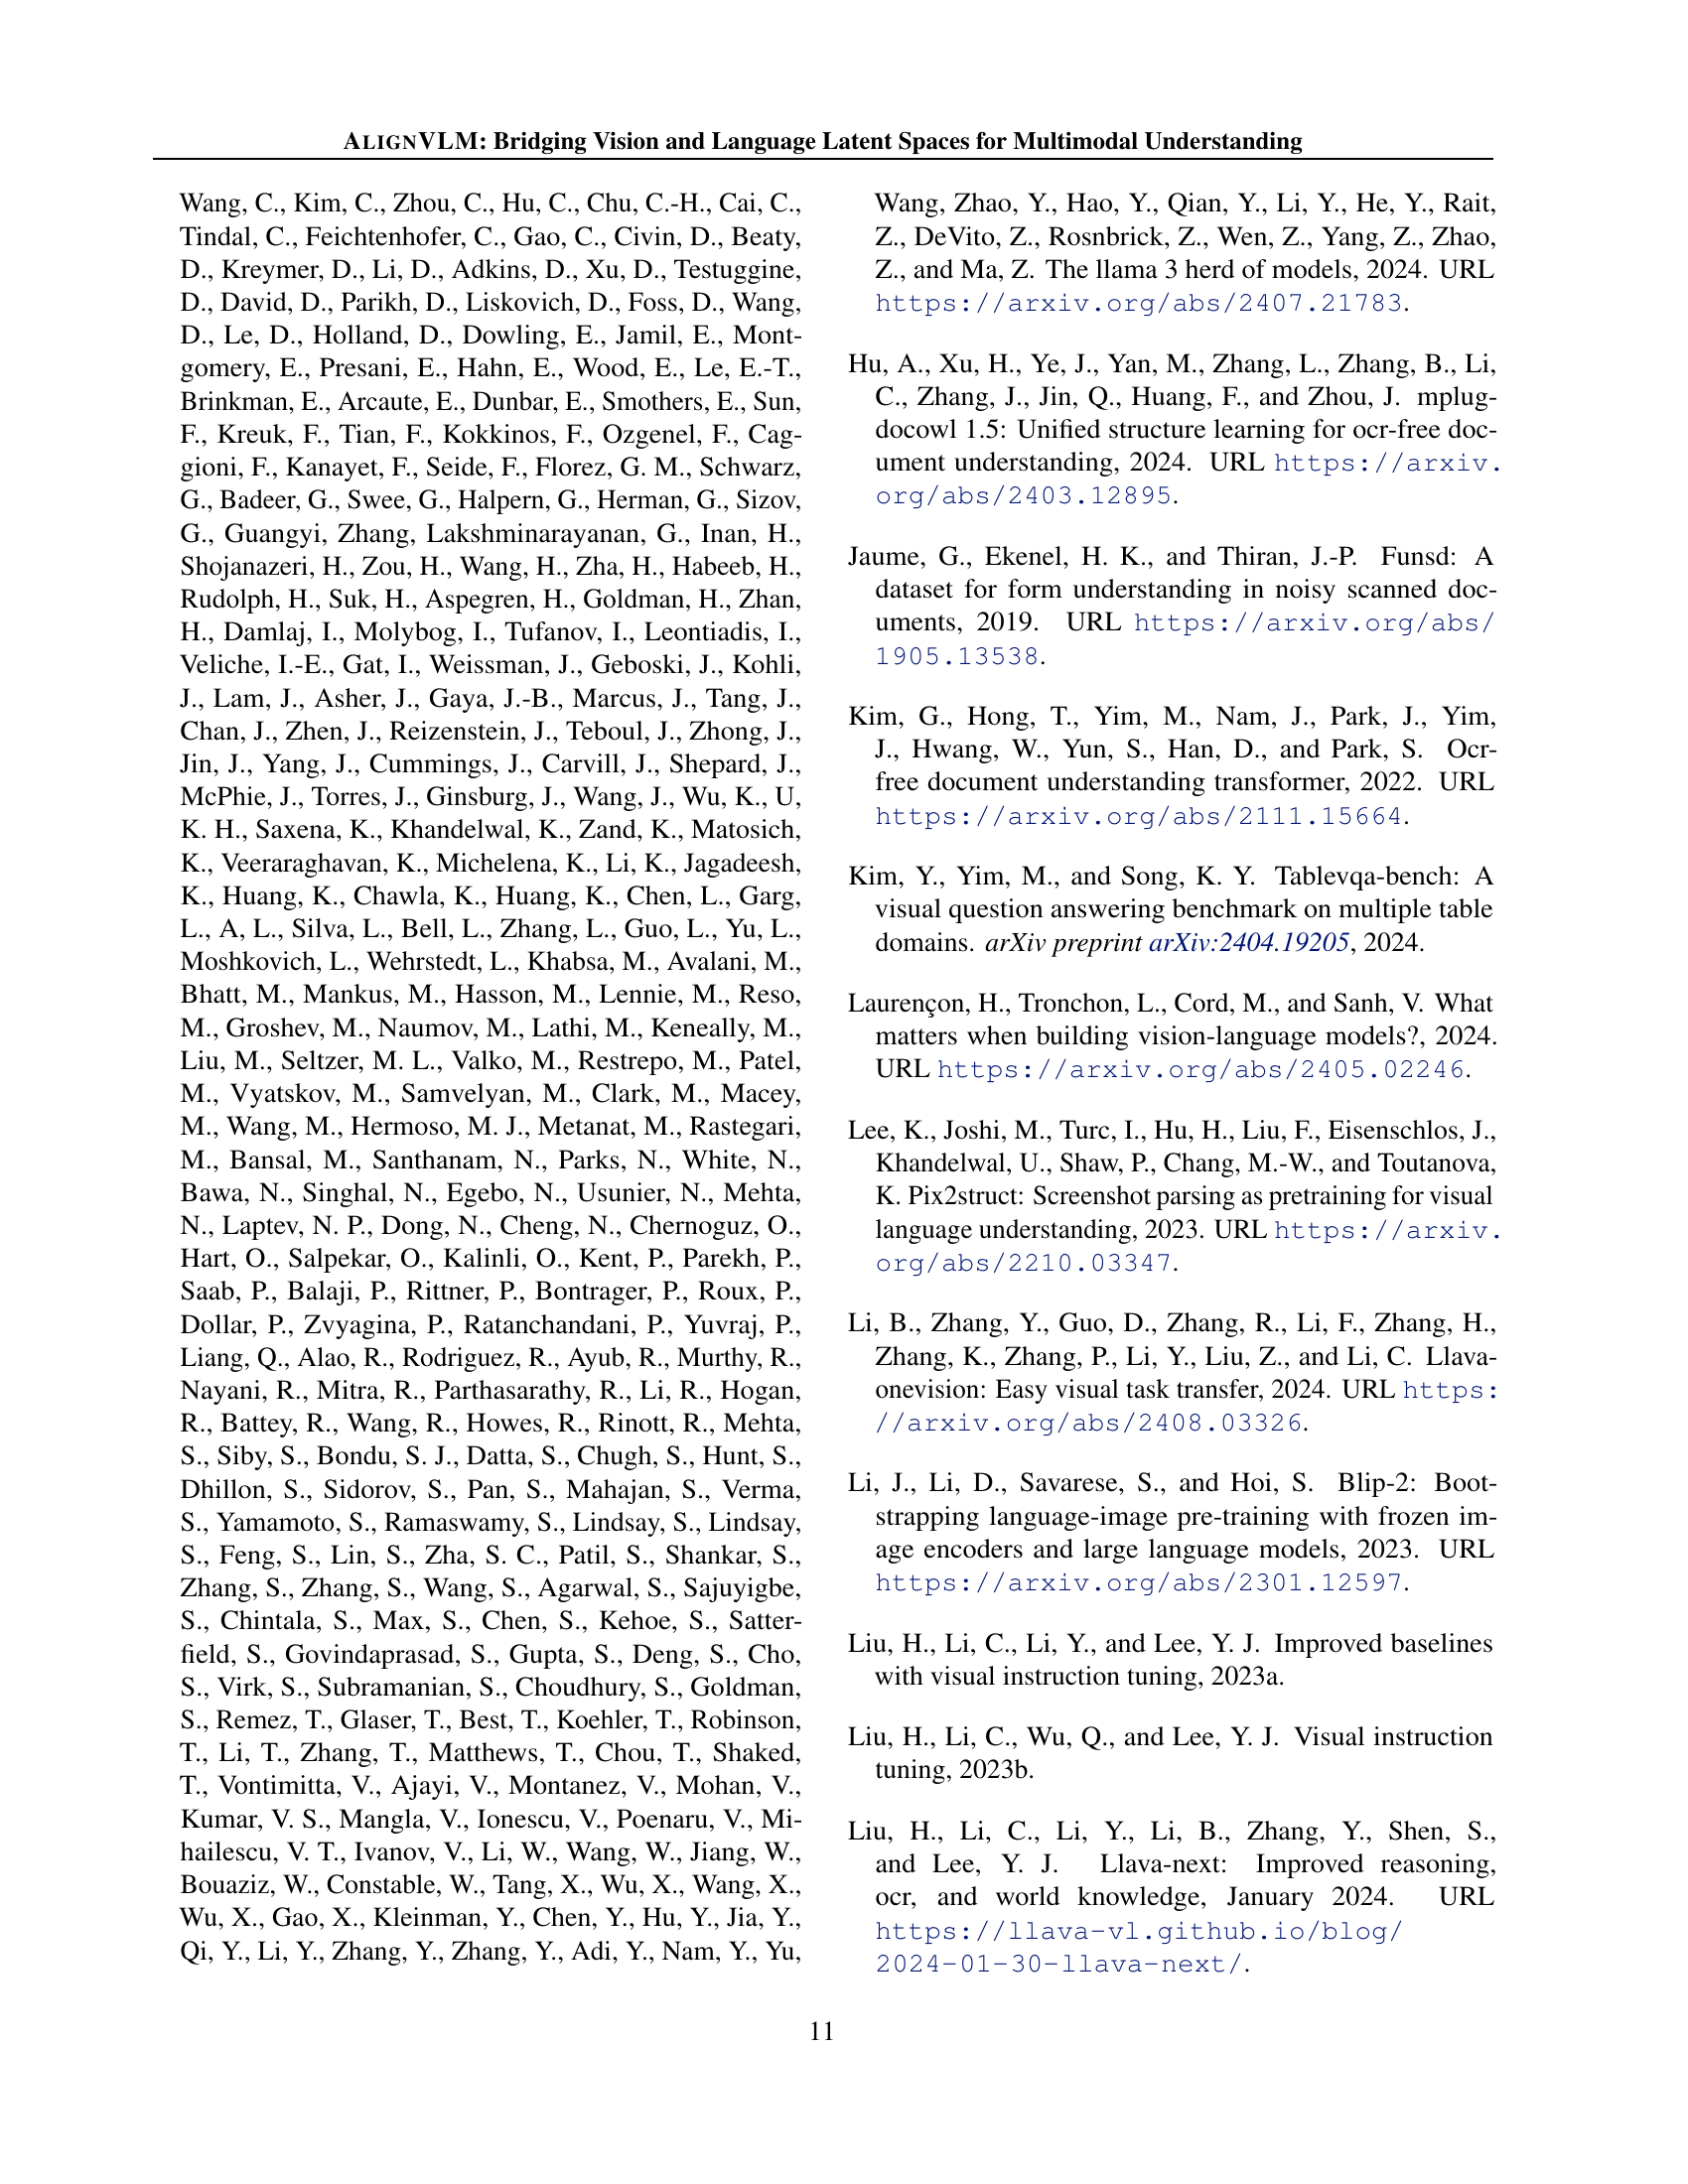 ALIGNVLM: Bridging Vision and Language Latent Spaces for Multimodal Understanding
Wang, C., Kim, C., Zhou, C., Hu, C., Chu, C.-H., Cai, C.,
Tindal, C., Feichtenhofer, C., Gao, C., Civin, D., Beaty,
D., Kreymer, D., Li, D., Adkins, D., Xu, D., Testuggine,
D., David, D., Parikh, D., Liskovich, D., Foss, D., Wang,
D., Le, D., Holland, D., Dowling, E., Jamil, E., Mont-
gomery, E., Presani, E., Hahn, E., Wood, E., Le, E.-T.,
Brinkman, E., Arcaute, E., Dunbar, E., Smothers, E., Sun,
F., Kreuk, F., Tian, F., Kokkinos, F., Ozgenel, F., Cag-
gioni, F., Kanayet, F., Seide, F., Florez, G. M., Schwarz,
G., Badeer, G., Swee, G., Halpern, G., Herman, G., Sizov,
G., Guangyi, Zhang, Lakshminarayanan, G., Inan, H.,
Shojanazeri, H., Zou, H., Wang, H., Zha, H., Habeeb, H.,
Rudolph, H., Suk, H., Aspegren, H., Goldman, H., Zhan,
H., Damlaj, I., Molybog, I., Tufanov, I., Leontiadis, I.,
Veliche, I.-E., Gat, I., Weissman, J., Geboski, J., Kohli,
J., Lam, J., Asher, J., Gaya, J.-B., Marcus, J., Tang, J.,
Chan, J., Zhen, J., Reizenstein, J., Teboul, J., Zhong, J.,
Jin, J., Yang, J., Cummings, J., Carvill, J., Shepard, J.,
McPhie, J., Torres, J., Ginsburg, J., Wang, J., Wu, K., U,
K. H., Saxena, K., Khandelwal, K., Zand, K., Matosich,
K., Veeraraghavan, K., Michelena, K., Li, K., Jagadeesh,
K., Huang, K., Chawla, K., Huang, K., Chen, L., Garg,
L., A, L., Silva, L., Bell, L., Zhang, L., Guo, L., Yu, L.,
Moshkovich, L., Wehrstedt, L., Khabsa, M., Avalani, M.,
Bhatt, M., Mankus, M., Hasson, M., Lennie, M., Reso,
M., Groshev, M., Naumov, M., Lathi, M., Keneally, M.,
Liu, M., Seltzer, M. L., Valko, M., Restrepo, M., Patel,
M., Vyatskov, M., Samvelyan, M., Clark, M., Macey,
M., Wang, M., Hermoso, M. J., Metanat, M., Rastegari,
M., Bansal, M., Santhanam, N., Parks, N., White, N.,
Bawa, N., Singhal, N., Egebo, N., Usunier, N., Mehta,
N., Laptev, N. P., Dong, N., Cheng, N., Chernoguz, O.,
Hart, O., Salpekar, O., Kalinli, O., Kent, P., Parekh, P.,
Saab, P., Balaji, P., Rittner, P., Bontrager, P., Roux, P.,
Dollar, P., Zvyagina, P., Ratanchandani, P., Yuvraj, P.,
Liang, Q., Alao, R., Rodriguez, R., Ayub, R., Murthy, R.,
Nayani, R., Mitra, R., Parthasarathy, R., Li, R., Hogan,
R., Battey, R., Wang, R., Howes, R., Rinott, R., Mehta,
S., Siby, S., Bondu, S. J., Datta, S., Chugh, S., Hunt, S.,
Dhillon, S., Sidorov, S., Pan, S., Mahajan, S., Verma,
S., Yamamoto, S., Ramaswamy, S., Lindsay, S., Lindsay,
S., Feng, S., Lin, S., Zha, S. C., Patil, S., Shankar, S.,
Zhang, S., Zhang, S., Wang, S., Agarwal, S., Sajuyigbe,
S., Chintala, S., Max, S., Chen, S., Kehoe, S., Satter-
field, S., Govindaprasad, S., Gupta, S., Deng, S., Cho,
S., Virk, S., Subramanian, S., Choudhury, S., Goldman,
S., Remez, T., Glaser, T., Best, T., Koehler, T., Robinson,
T., Li, T., Zhang, T., Matthews, T., Chou, T., Shaked,
T., Vontimitta, V., Ajayi, V., Montanez, V., Mohan, V.,
Kumar, V. S., Mangla, V., Ionescu, V., Poenaru, V., Mi-
hailescu, V. T., Ivanov, V., Li, W., Wang, W., Jiang, W.,
Bouaziz, W., Constable, W., Tang, X., Wu, X., Wang, X.,
Wu, X., Gao, X., Kleinman, Y., Chen, Y., Hu, Y., Jia, Y.,
Qi, Y., Li, Y., Zhang, Y., Zhang, Y., Adi, Y., Nam, Y., Yu,
Wang, Zhao, Y., Hao, Y., Qian, Y., Li, Y., He, Y., Rait,
Z., DeVito, Z., Rosnbrick, Z., Wen, Z., Yang, Z., Zhao,
Z., and Ma, Z. The llama 3 herd of models, 2024. URL
https://arxiv.org/abs/2407.21783.
Hu, A., Xu, H., Ye, J., Yan, M., Zhang, L., Zhang, B., Li,
C., Zhang, J., Jin, Q., Huang, F., and Zhou, J. mplug-
docowl 1.5: Unified structure learning for ocr-free doc-
ument understanding, 2024. URL https://arxiv.
org/abs/2403.12895.
Jaume, G., Ekenel, H. K., and Thiran, J.-P. Funsd: A
dataset for form understanding in noisy scanned doc-
uments, 2019. URL https://arxiv.org/abs/
1905.13538.
Kim, G., Hong, T., Yim, M., Nam, J., Park, J., Yim,
J., Hwang, W., Yun, S., Han, D., and Park, S. Ocr-
free document understanding transformer, 2022. URL
https://arxiv.org/abs/2111.15664.
Kim, Y., Yim, M., and Song, K. Y. Tablevqa-bench: A
visual question answering benchmark on multiple table
domains. arXiv preprint arXiv:2404.19205, 2024.
Laurençon, H., Tronchon, L., Cord, M., and Sanh, V. What
matters when building vision-language models?, 2024.
URL https://arxiv.org/abs/2405.02246.
Lee, K., Joshi, M., Turc, I., Hu, H., Liu, F., Eisenschlos, J.,
Khandelwal, U., Shaw, P., Chang, M.-W., and Toutanova,
K. Pix2struct: Screenshot parsing as pretraining for visual
language understanding, 2023. URL https://arxiv.
org/abs/2210.03347.
Li, B., Zhang, Y., Guo, D., Zhang, R., Li, F., Zhang, H.,
Zhang, K., Zhang, P., Li, Y., Liu, Z., and Li, C. Llava-
onevision: Easy visual task transfer, 2024. URL https:
//arxiv.org/abs/2408.03326.
Li, J., Li, D., Savarese, S., and Hoi, S. Blip-2: Boot-
strapping language-image pre-training with frozen im-
age encoders and large language models, 2023. URL
https://arxiv.org/abs/2301.12597.
Liu, H., Li, C., Li, Y., and Lee, Y. J. Improved baselines
with visual instruction tuning, 2023a.
Liu, H., Li, C., Wu, Q., and Lee, Y. J. Visual instruction
tuning, 2023b.
Liu, H., Li, C., Li, Y., Li, B., Zhang, Y., Shen, S.,
and Lee, Y. J. Llava-next: Improved reasoning,
ocr, and world knowledge, January 2024. URL
https://llava-vl.github.io/blog/
2024-01-30-llava-next/.
11